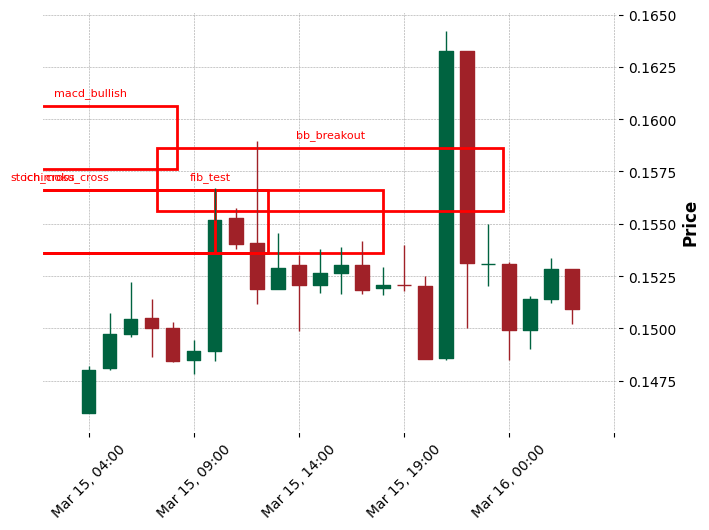 0.1650
0.1625
macd_bullish
0.1600
bb_breakout
0.1575
stoch_cross
ichimoku_cross
fib_test
0.1550
Price
0.1525
0.1500
0.1475
Mar 15, 04:00
Mar 15, 09:00
Mar 15, 14:00
Mar 15, 19:00
Mar 16, 00:00